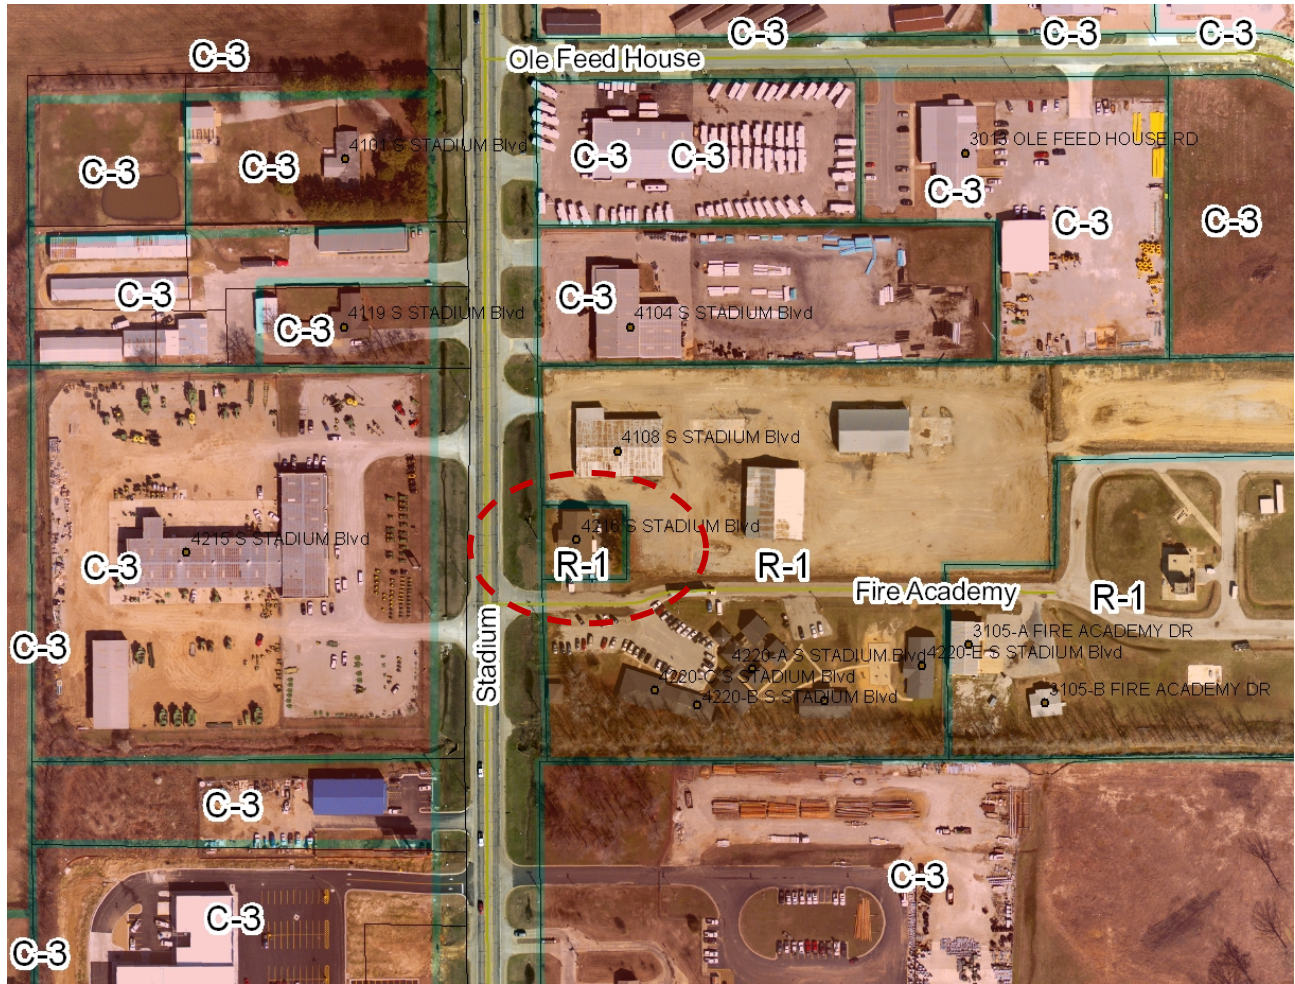 C-3
C-3
C-3
C-3
Ole Feed House
4101 S STADIUM Blvd
C-3
C-3
C-3
C-3
3013 OLE FEED HOUSE RD
C-3
C-3
C-3
C-3
4119 S STADIUM Blvd
C-3
C-3
4104 S STADIUM Blvd
4108 S STADIUM Blvd
4215 S STADIUM Blvd
C-3
4216 S STADIUM Blvd
R-1
R-1
Fire Academy
R-1
C-3
Stadium
3105-A FIRE ACADEMY DR
4220-A S STADIUM Blvd
4220-E S STADIUM Blvd
4220-C S STADIUM Blvd
4220-B S STADIUM Blvd
3105-B FIRE ACADEMY DR
C-3
C-3
C-3
C-3